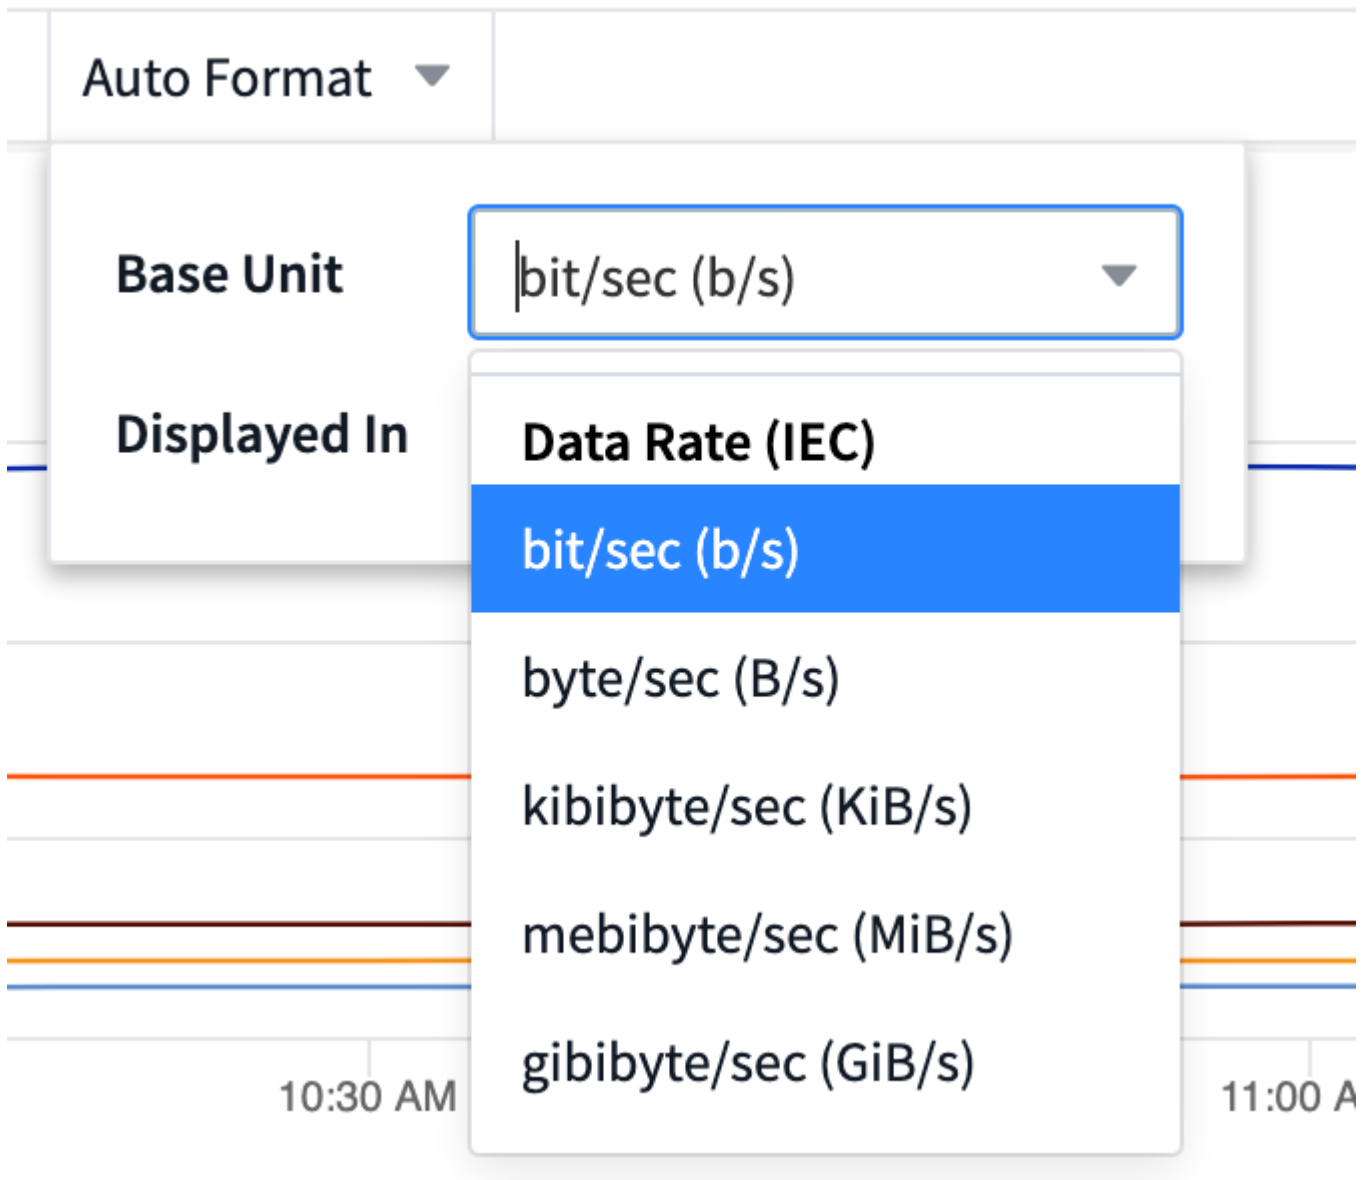 Auto Format
Base Unit
bit/sec (b/s)
Displayed In
Data Rate (IEC)
bit/sec (b/s)
byte/sec (B/s)
kibibyte/sec (KiB/s)
mebibyte/sec (MiB/s)
gibibyte/sec (GiB/s)
10:30 AM
11:00 A